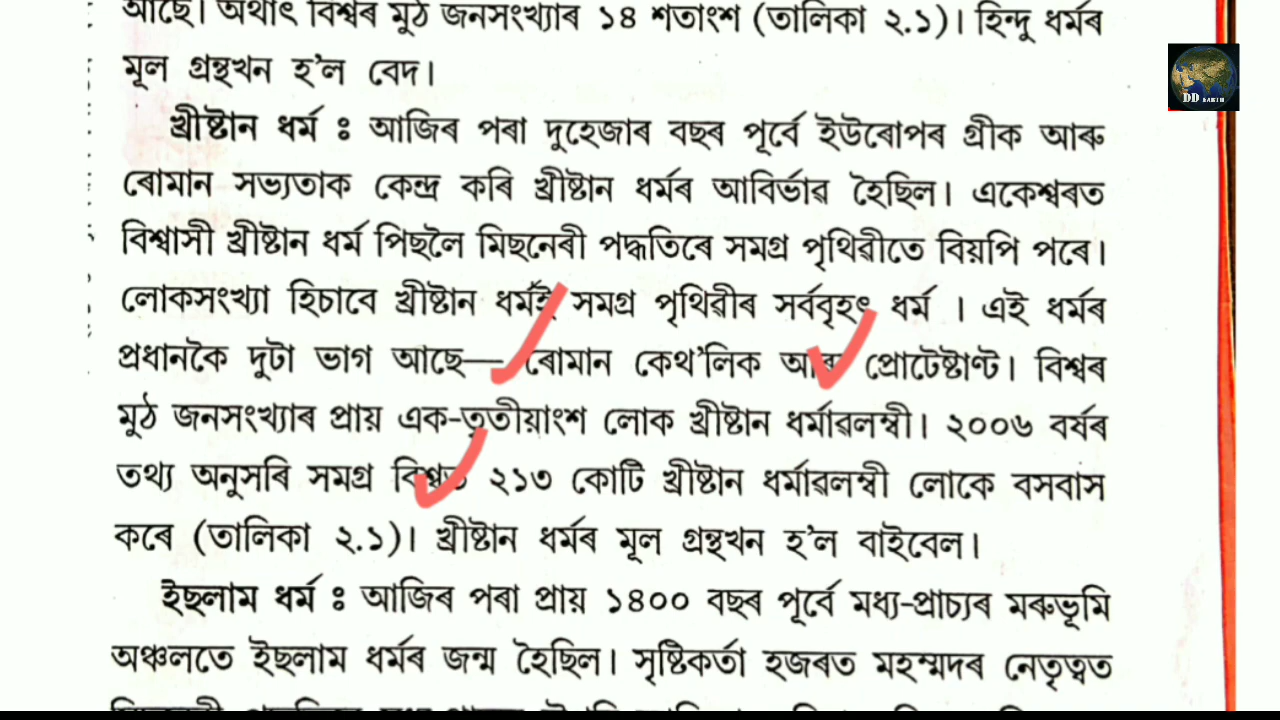 আছে। অৰ্থাৎ বিশ্বৰ মুঠ জনসংখ্যাৰ ১৪ শতাংশ (তালিকা ২.১)। হিন্দু ধৰ্মৰ
মূল গ্ৰন্থখন হ'ল বেদ।
খ্ৰীষ্টান ধৰ্ম ঃ আজিৰ পৰা দুহেজাৰ বছৰ পূৰ্বে ইউৰোপৰ গ্ৰীক আৰু
ৰোমান সভ্যতাক কেন্দ্ৰ কৰি খ্ৰীষ্টান ধৰ্মৰ আবিৰ্ভাৱ হৈছিল। একেশ্বৰত
বিশ্বাসী খ্ৰীষ্টান ধৰ্ম পিছলৈ মিছনেৰী পদ্ধতিৰে সমগ্ৰ পৃথিৱীতে বিয়পি পৰে।
লোকসংখ্যা হিচাবে খ্ৰীষ্টান ধৰ্মই সমগ্ৰ পৃথিৱীৰ সৰ্ববৃহৎ ধৰ্ম । এই ধৰ্মৰ
প্ৰধানকৈ দুটা ভাগ আছে— ৰোমান কেথ'লিক আৰু প্ৰোটেষ্টাণ্ট। বিশ্বৰ
মুঠ জনসংখ্যাৰ প্ৰায় এক-তৃতীয়াংশ লোক খ্ৰীষ্টান ধৰ্মাৱলম্বী। ২০০৬ বৰ্ষৰ
তথ্য অনুসৰি সমগ্ৰ বিশ্বত ২১৩ কোটি খ্ৰীষ্টান ধৰ্মাৱলম্বী লোকে বসবাস
কৰে (তালিকা ২.১)। খ্ৰীষ্টান ধৰ্মৰ মূল গ্ৰন্থখন হ'ল বাইবেল।
ইছলাম ধৰ্ম ঃ আজিৰ পৰা প্ৰায় ১৪০০ বছৰ পূৰ্বে মধ্য-প্ৰাচ্যৰ মৰুভূমি
অঞ্চলতে ইছলাম ধৰ্মৰ জন্ম হৈছিল। সৃষ্টিকৰ্তা হজৰত মহম্মদৰ নেতৃত্বত
DD